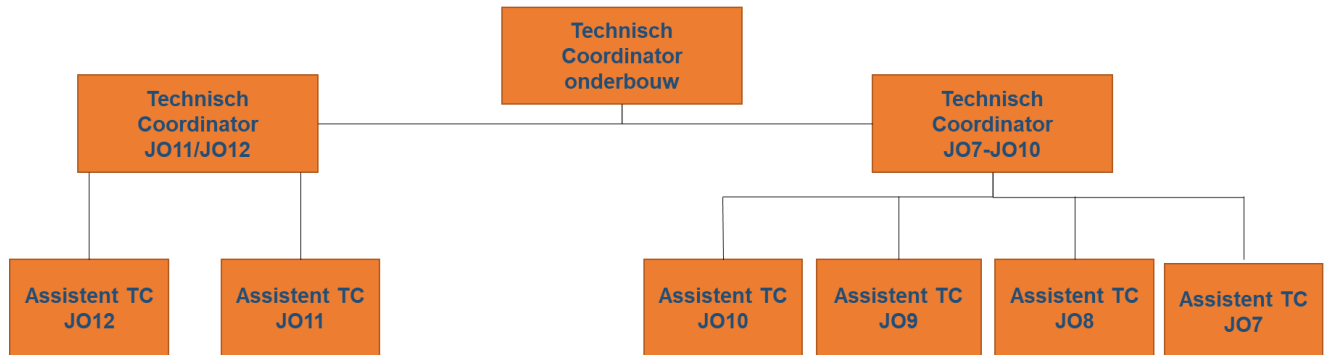 Technisch
Coordinator
onderbouw
Technisch
Coordinator
JO11/JO12
Technisch
Coordinator
JO7-JO10
Assistent TC
JO12
Assistent TC
JO11
Assistent TC
JO10
Assistent TC
JO9
Assistent TC
JO8
Assistent TC
JO7